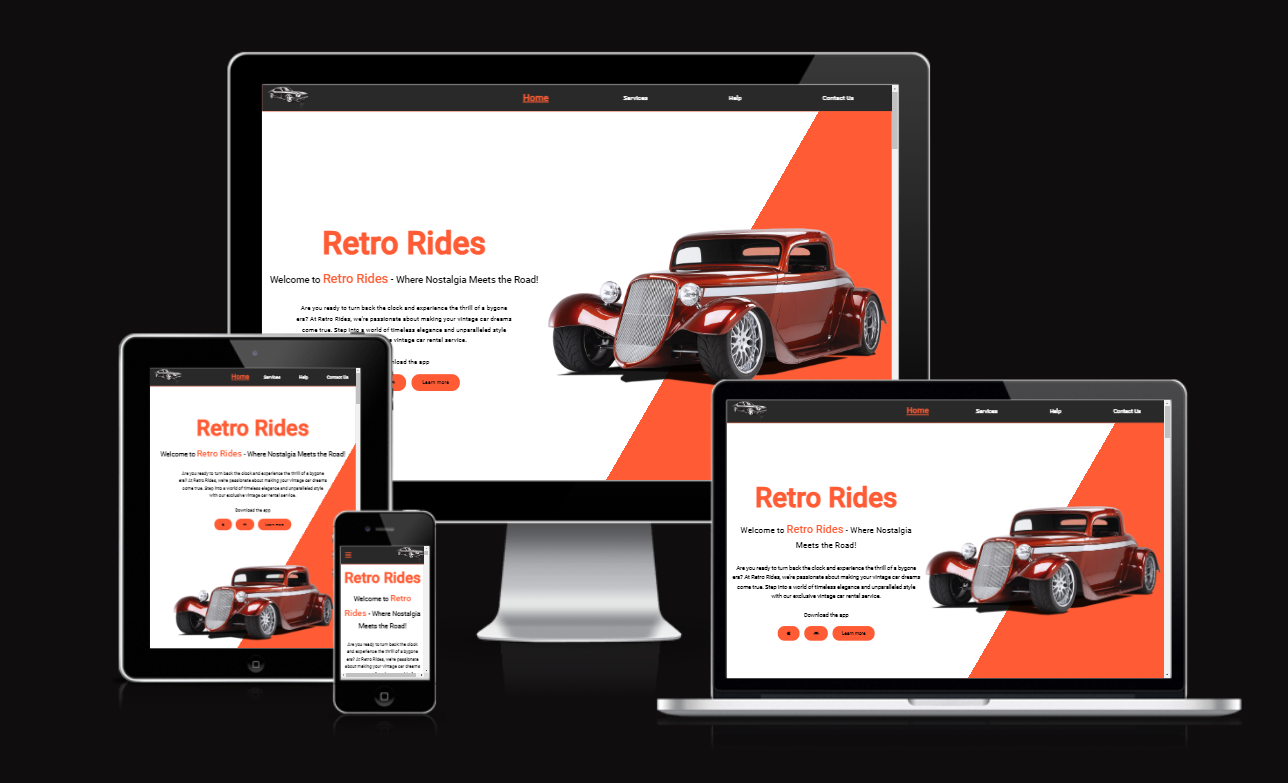 Home Services Help Contact Us
Retro Rides
Welcome to Retro Rides - Where Nostalgia Meets the Road!
Are you ready to turn back the clock and experience the thrill of a bygone
era? At Retro Rides, we're passionate about making your vintage car dreams
come true. Step into a world of timeless elegance and unparalleled style
vintage car rental service.
the app
Learn more
Home Services Help Contact Us
Retro Rides
Welcome to Retro Rides - Where Nostalgia Meets the Road!
Are you ready to turn back the clock and experience the thrill of a bygone
era? At Retro Rides, we're passionate about making your vintage car dreams
come true. Step into a world of timeless elegance and unparalleled style
with our exclusive vintage car rental service.
Download the app
Learn more
Retro Rides
Welcome to Retro
Rides - Where Nostalgia
Meets the Road!
Are you ready to turn back the clock
and experience the thrill of a bygone
era? At Retro Rides, we're passionate
about making your vintage car dreams
Home Services Help Contact Us
Retro Rides
Welcome to Retro Rides - Where Nostalgia
Meets the Road!
Are you ready to turn back the clock and experience the thrill of a bygone
era? At Retro Rides, we're passionate about making your vintage car dreams
come true. Step into a world of timeless elegance and unparalleled style
with our exclusive vintage car rental service.
Download the app
Learn more